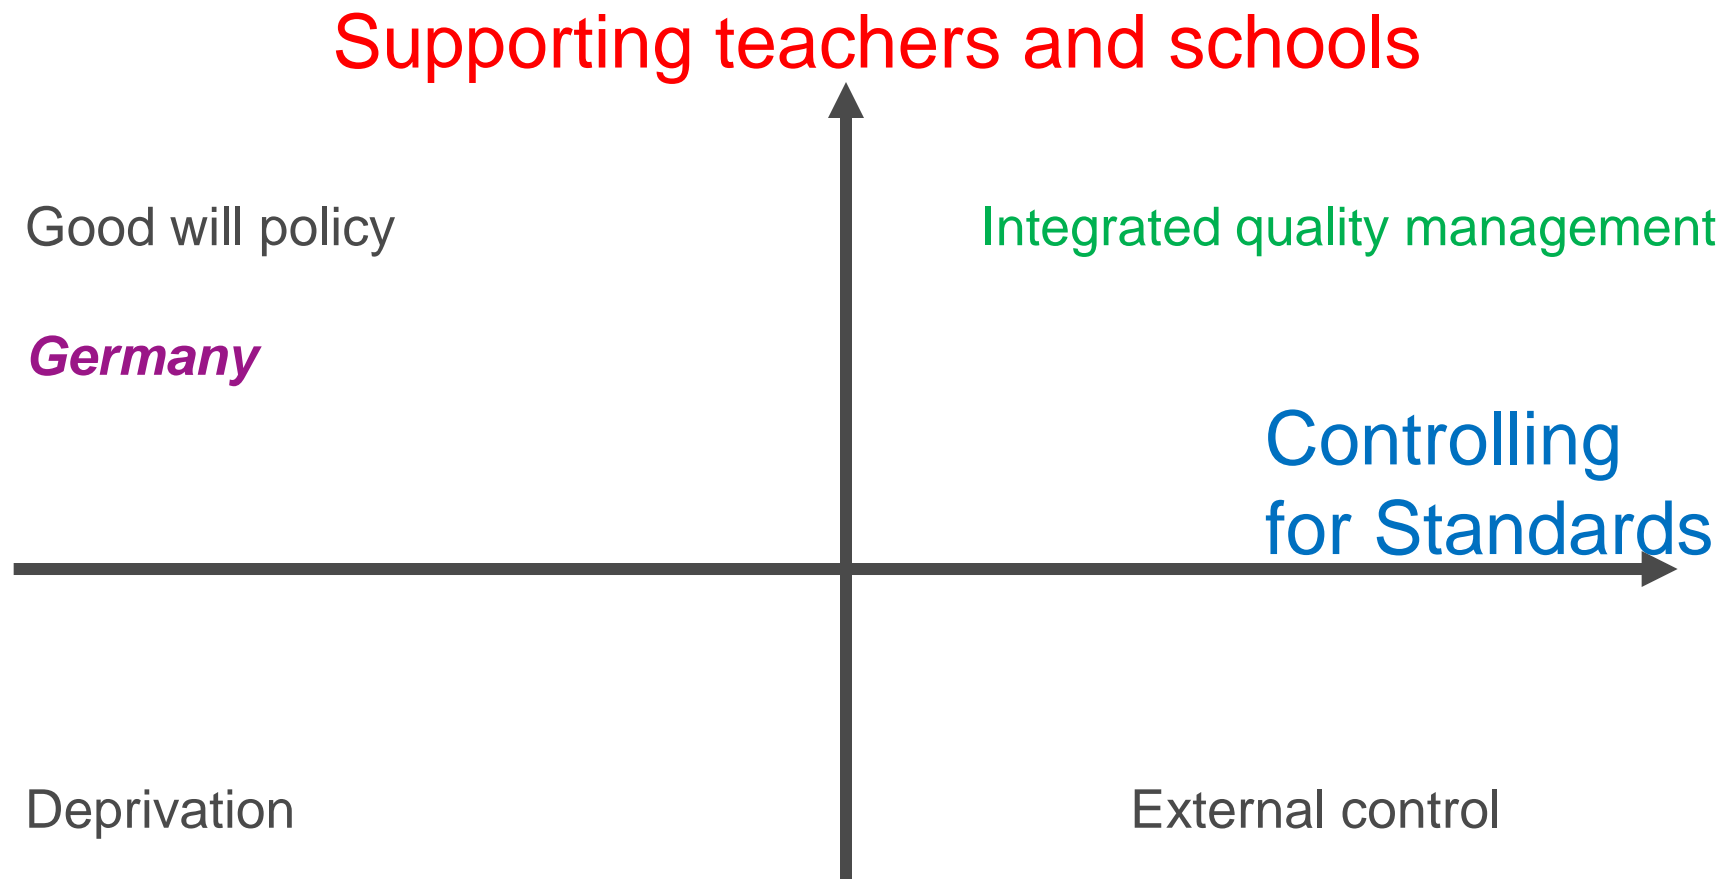 Supporting teachers and schools
Good will policy
Integrated quality management
Germany
Controlling
for Standards
Deprivation
External control